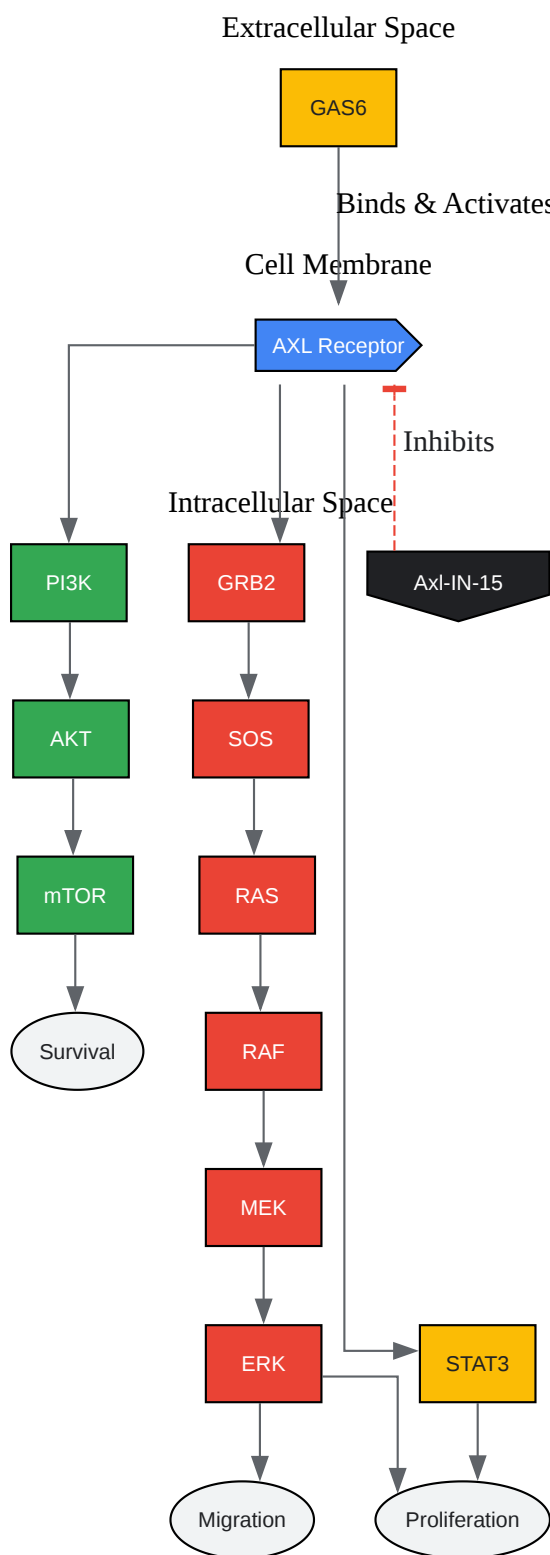 Extracellular Space
GAS6
Binds & Activates
Cell Membrane
AXL Receptor
Inhibits
Intracellular Space
PI3K
GRB2
Axl-IN-15
AKT
SOS
mTOR
RAS
Survival
RAF
MEK
ERK
STAT3
Migration
Proliferation